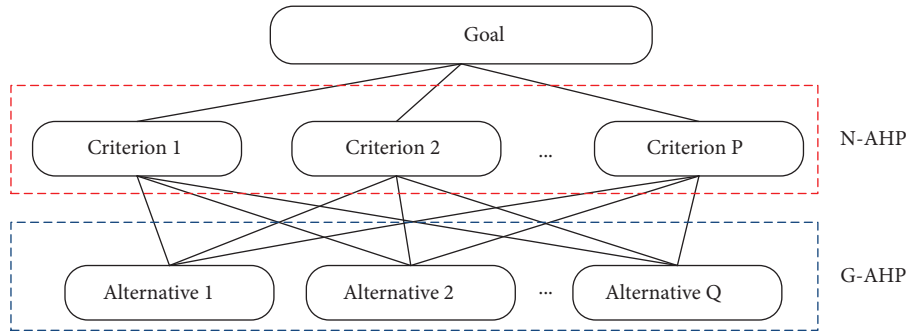 Goal
Criterion 1
Criterion 2
...
Criterion P
N-AHP
Alternative 1
Alternative 2
...
Alternative Q
G-AHP